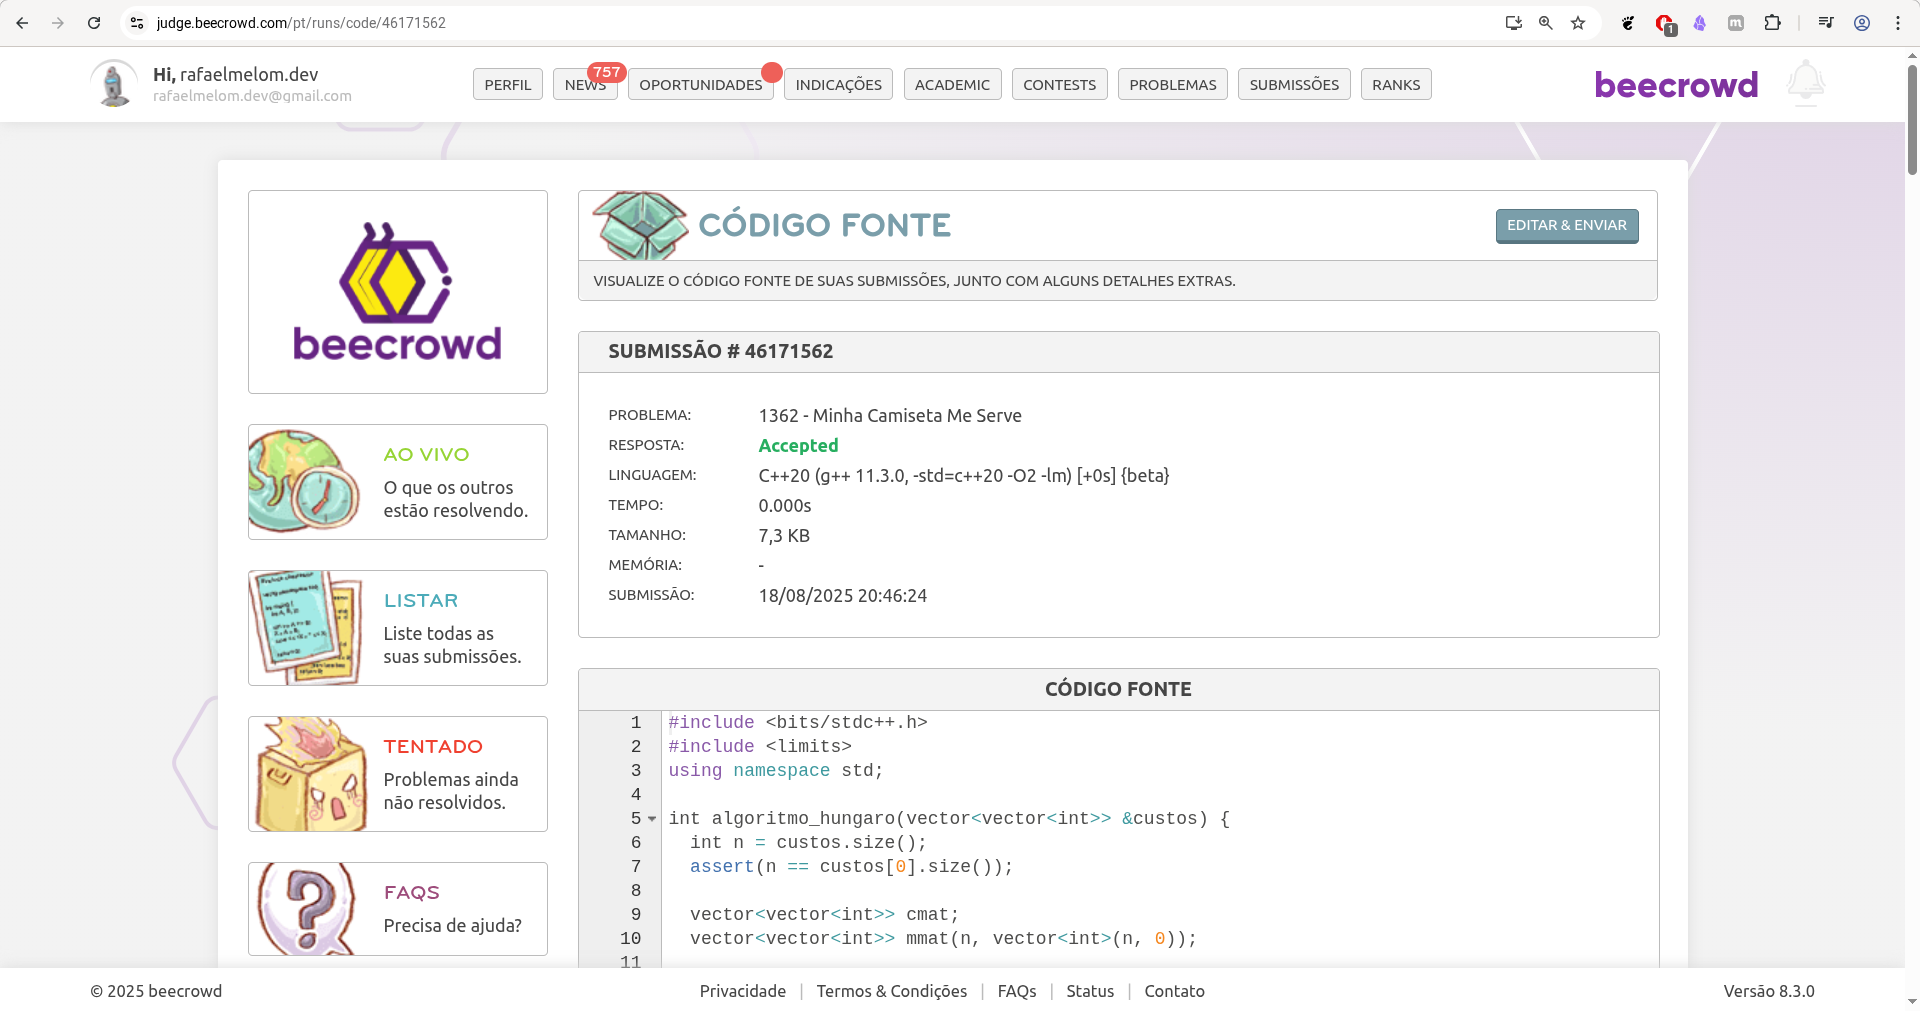 judge.beecrowd.com/pt/runs/code/46171562
1
Hi, rafaelmelom.dev
rafaelmelom.dev@gmail.com
PERFIL
NEWS
757
OPORTUNIDADES
INDICAÇÕES
ACADEMIC
CONTESTS
PROBLEMAS
SUBMISSÕES
RANKS
beecrowd
beecrowd
AO VIVO
O que os outros
estão resolvendo.
LISTAR
Liste todas as
suas submissões.
TENTADO
Problemas ainda
não resolvidos.
FAQS
Precisa de ajuda?
CÓDIGO FONTE
EDITAR & ENVIAR
VISUALIZE O CÓDIGO FONTE DE SUAS SUBMISSÕES, JUNTO COM ALGUNS DETALHES EXTRAS.
SUBMISSÃO # 46171562
PROBLEMA: 1362 - Minha Camiseta Me Serve
RESPOSTA: Accepted
LINGUAGEM: C++20 (g++ 11.3.0, -std=c++20 -O2 -lm) [+0s] {beta}
TEMPO: 0.000s
TAMANHO: 7,3 KB
MEMÓRIA: -
SUBMISSÃO: 18/08/2025 20:46:24
CÓDIGO FONTE
1 #include <bits/stdc++.h>
2 #include <limits>
3 using namespace std;
4
5 int algoritmo_hungaro(vector<vector<int>> &custos) {
6   int n = custos.size();
7   assert(n == custos[0].size());
8
9   vector<vector<int>> cmat;
10   vector<vector<int>> mmat(n, vector<int>(n, 0));
11
© 2025 beecrowd
Privacidade | Termos & Condições | FAQs | Status | Contato
Versão 8.3.0